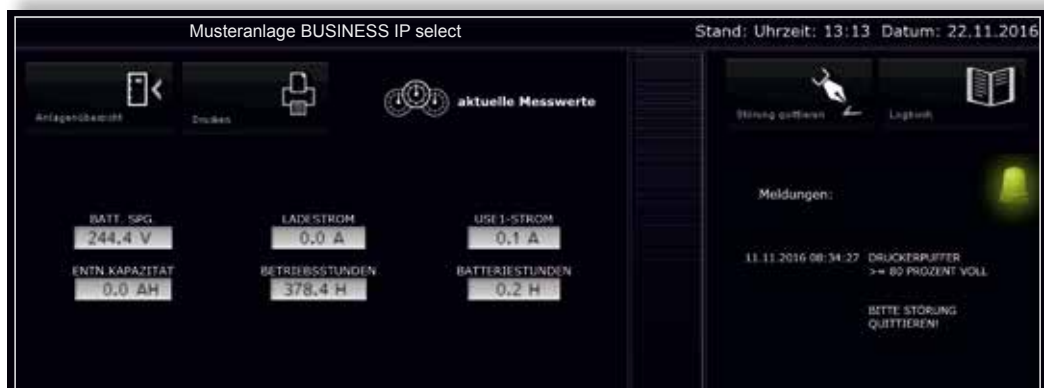 Musteranlage BUSINESS IP select
Stand: Uhrzeit: 13:13 Datum: 22.11.2016
Anlagenübersicht
Drucken
aktuelle Messwerte
Störung quittieren
Logbuch
Meldungen:
BATT. SPG.
LADESTROM
USE1-STROM
244.4 V
0.0 A
0.1 A
ENTN.KAPAZITAT
BETRIEBSSTUNDEN
BATTERIESTUNDEN
0.0 AH
378.4 H
0.2 H
11.11.2016 08:34:27 DRUCKERPUFFER
>= 80 PROZENT VOLL
BITTE STÖRUNG
QUITTIEREN!